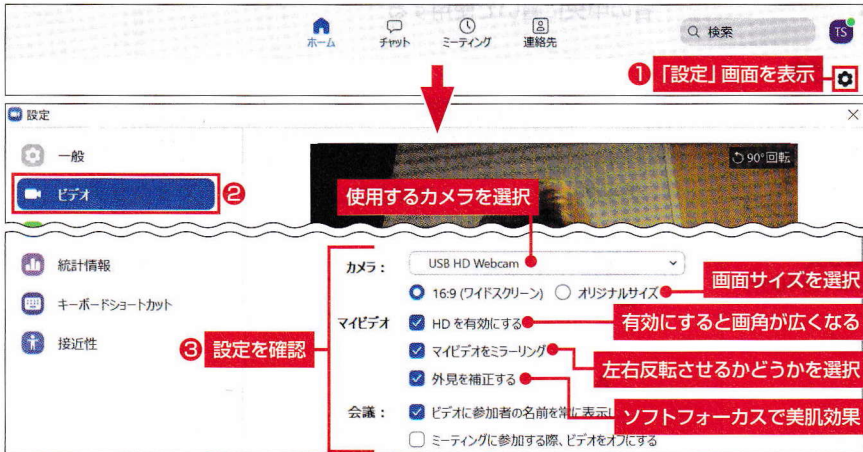 ホーム チャット ミーティング 連絡先 検索 TS
❶ 「設定」画面を表示
設定
一般
90°回転
ビデオ ❷
使用するカメラを選択
統計情報
カメラ： USB HD Webcam
画面サイズを選択
16:9 (ワイドスクリーン) オリジナルサイズ
キーボードショートカット
マイビデオ HD を有効にする 有効にすると画角が広くなる
接近性
❸ 設定を確認
マイビデオをミラーリング 左右反転させるかどうかを選択
外見を補正する
会議： ビデオに参加者の名前を常に表示し ソフトフォーカスで美肌効果
ミーティングに参加する際、ビデオをオフにする